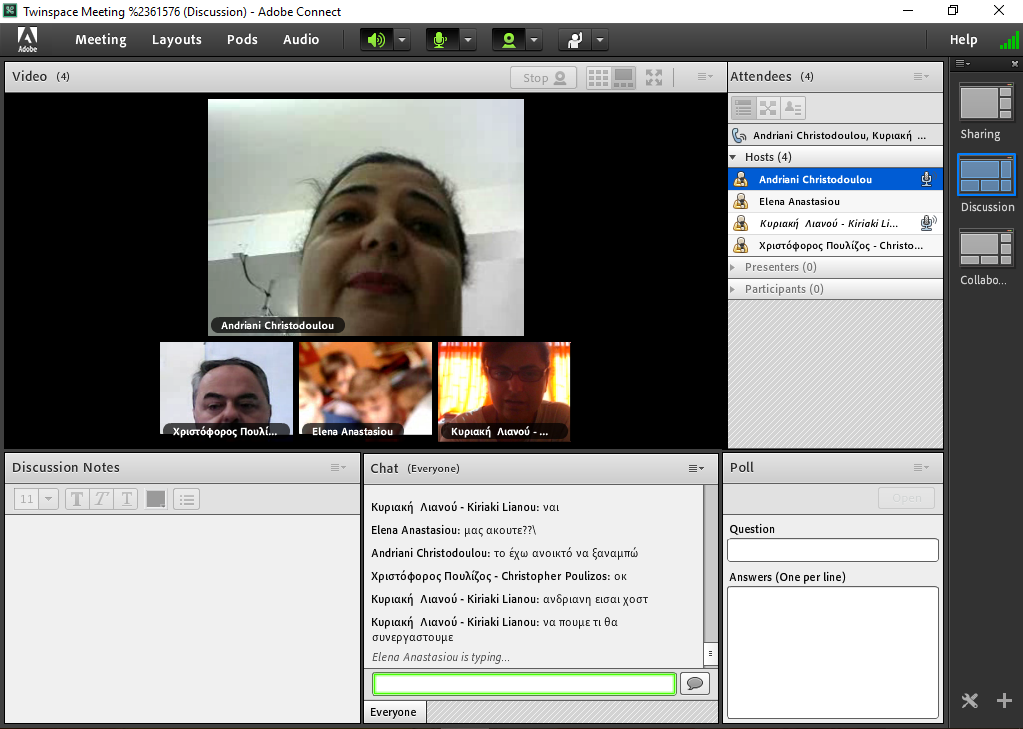 Twinspace Meeting %2361576 (Discussion) - Adobe Connect
Adobe
Meeting Layouts Pods Audio Help
Video (4)
Stop
Andriani Christodoulou
Χριστόφορος Πουλί...
Elena Anastasiou
Κυριακή Λιανού - ...
Attendees (4)
Andriani Christodoulou, Κυριακή ...
Hosts (4)
Andriani Christodoulou
Elena Anastasiou
Κυριακή Λιανού - Kiriaki Li...
Χριστόφορος Πουλίζος - Christo...
Presenters (0)
Participants (0)
Sharing
Discussion
Collabo...
Discussion Notes
11 T T T
Chat (Everyone)
Κυριακή Λιανού - Kiriaki Lianou: ναι
Elena Anastasiou: μας ακουτε??\
Andriani Christodoulou: το έχω ανοικτό να ξαναμπώ
Χριστόφορος Πουλίζος - Christopher Poulizos: οκ
Κυριακή Λιανού - Kiriaki Lianou: ανδριανη εισαι χοστ
Κυριακή Λιανού - Kiriaki Lianou: να πουμε τι θα
συνεργαστουμε
Elena Anastasiou is typing...
Everyone
Poll
Open
Question
Answers (One per line)